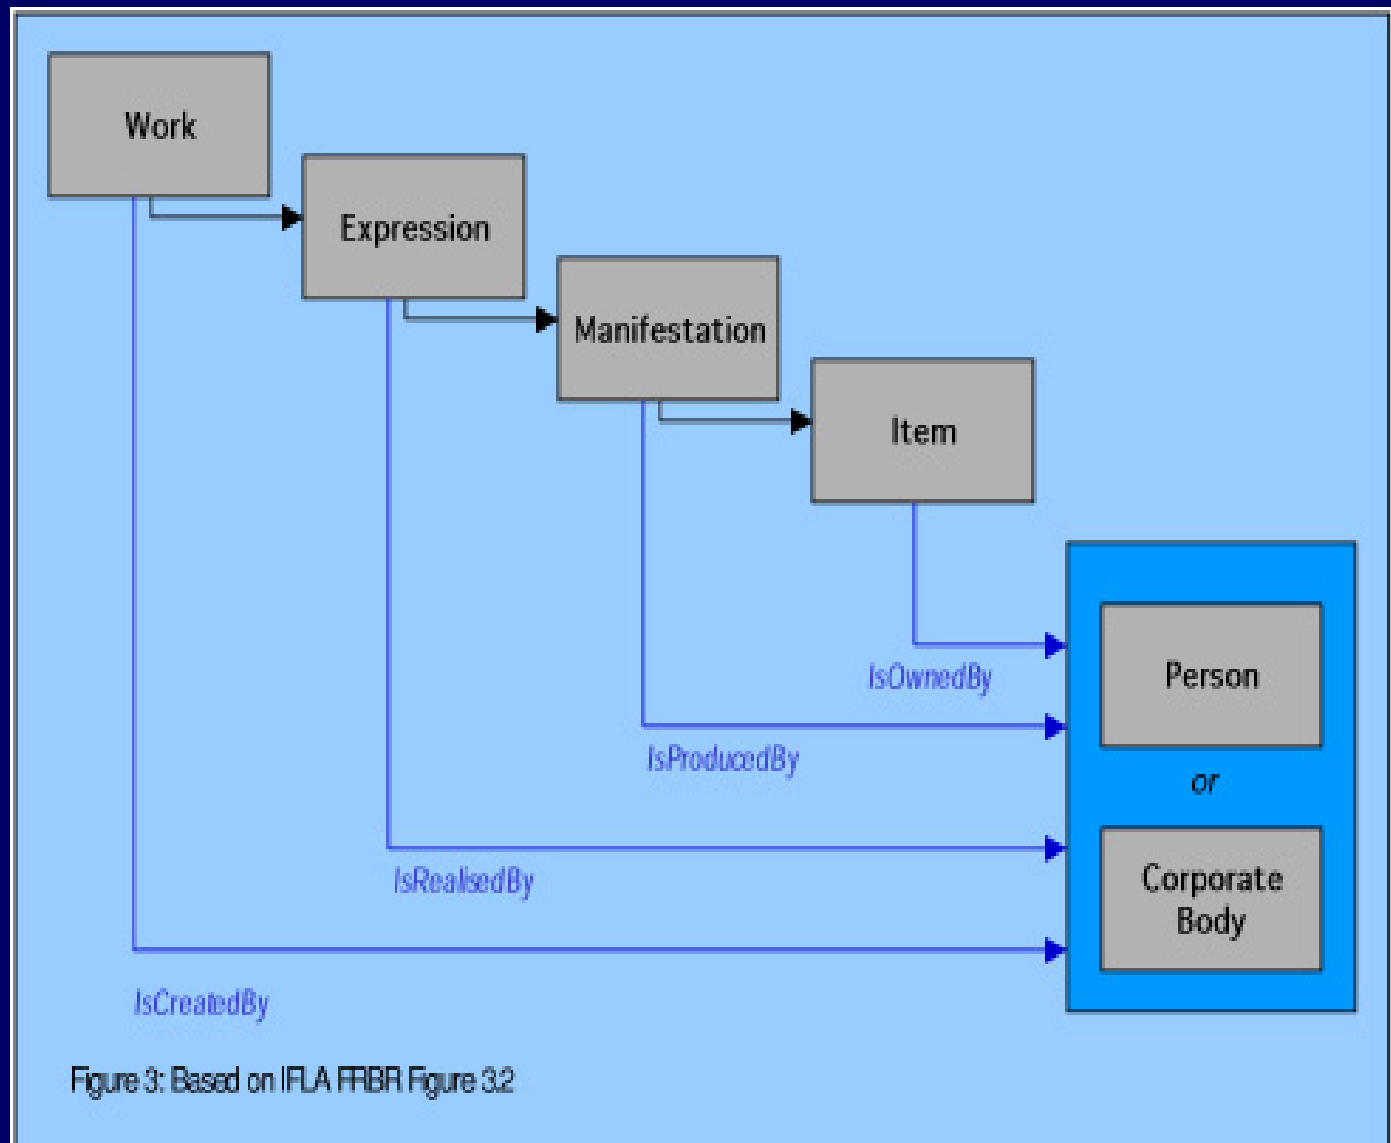 Work
Expression
Manifestation
Item
IsOwnedBy
Person
IsProducedBy
or
IsRealisedBy
Corporate
Body
IsCreatedBy
Figure 3: Based on IFLA FRBR Figure 3.2